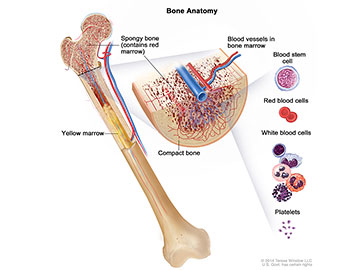 Bone Anatomy
Spongy bone
(contains red
marrow)
Blood vessels in
bone marrow
Blood stem
cell
Red blood cells
White blood cells
Yellow marrow
Compact bone
Platelets
© 2014 Terese Winslow LLC
U.S. Govt. has certain rights